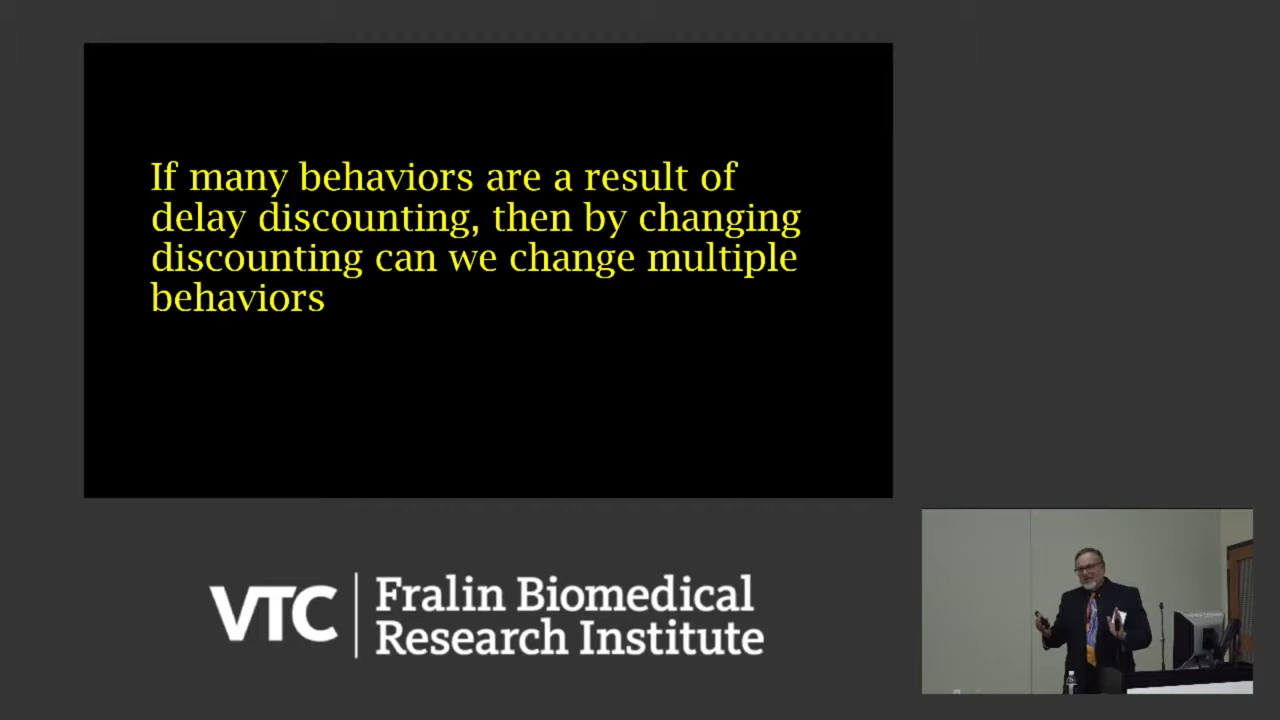 If many behaviors are a result of
delay discounting, then by changing
discounting can we change multiple
behaviors
VTC
Fralin Biomedical
Research Institute